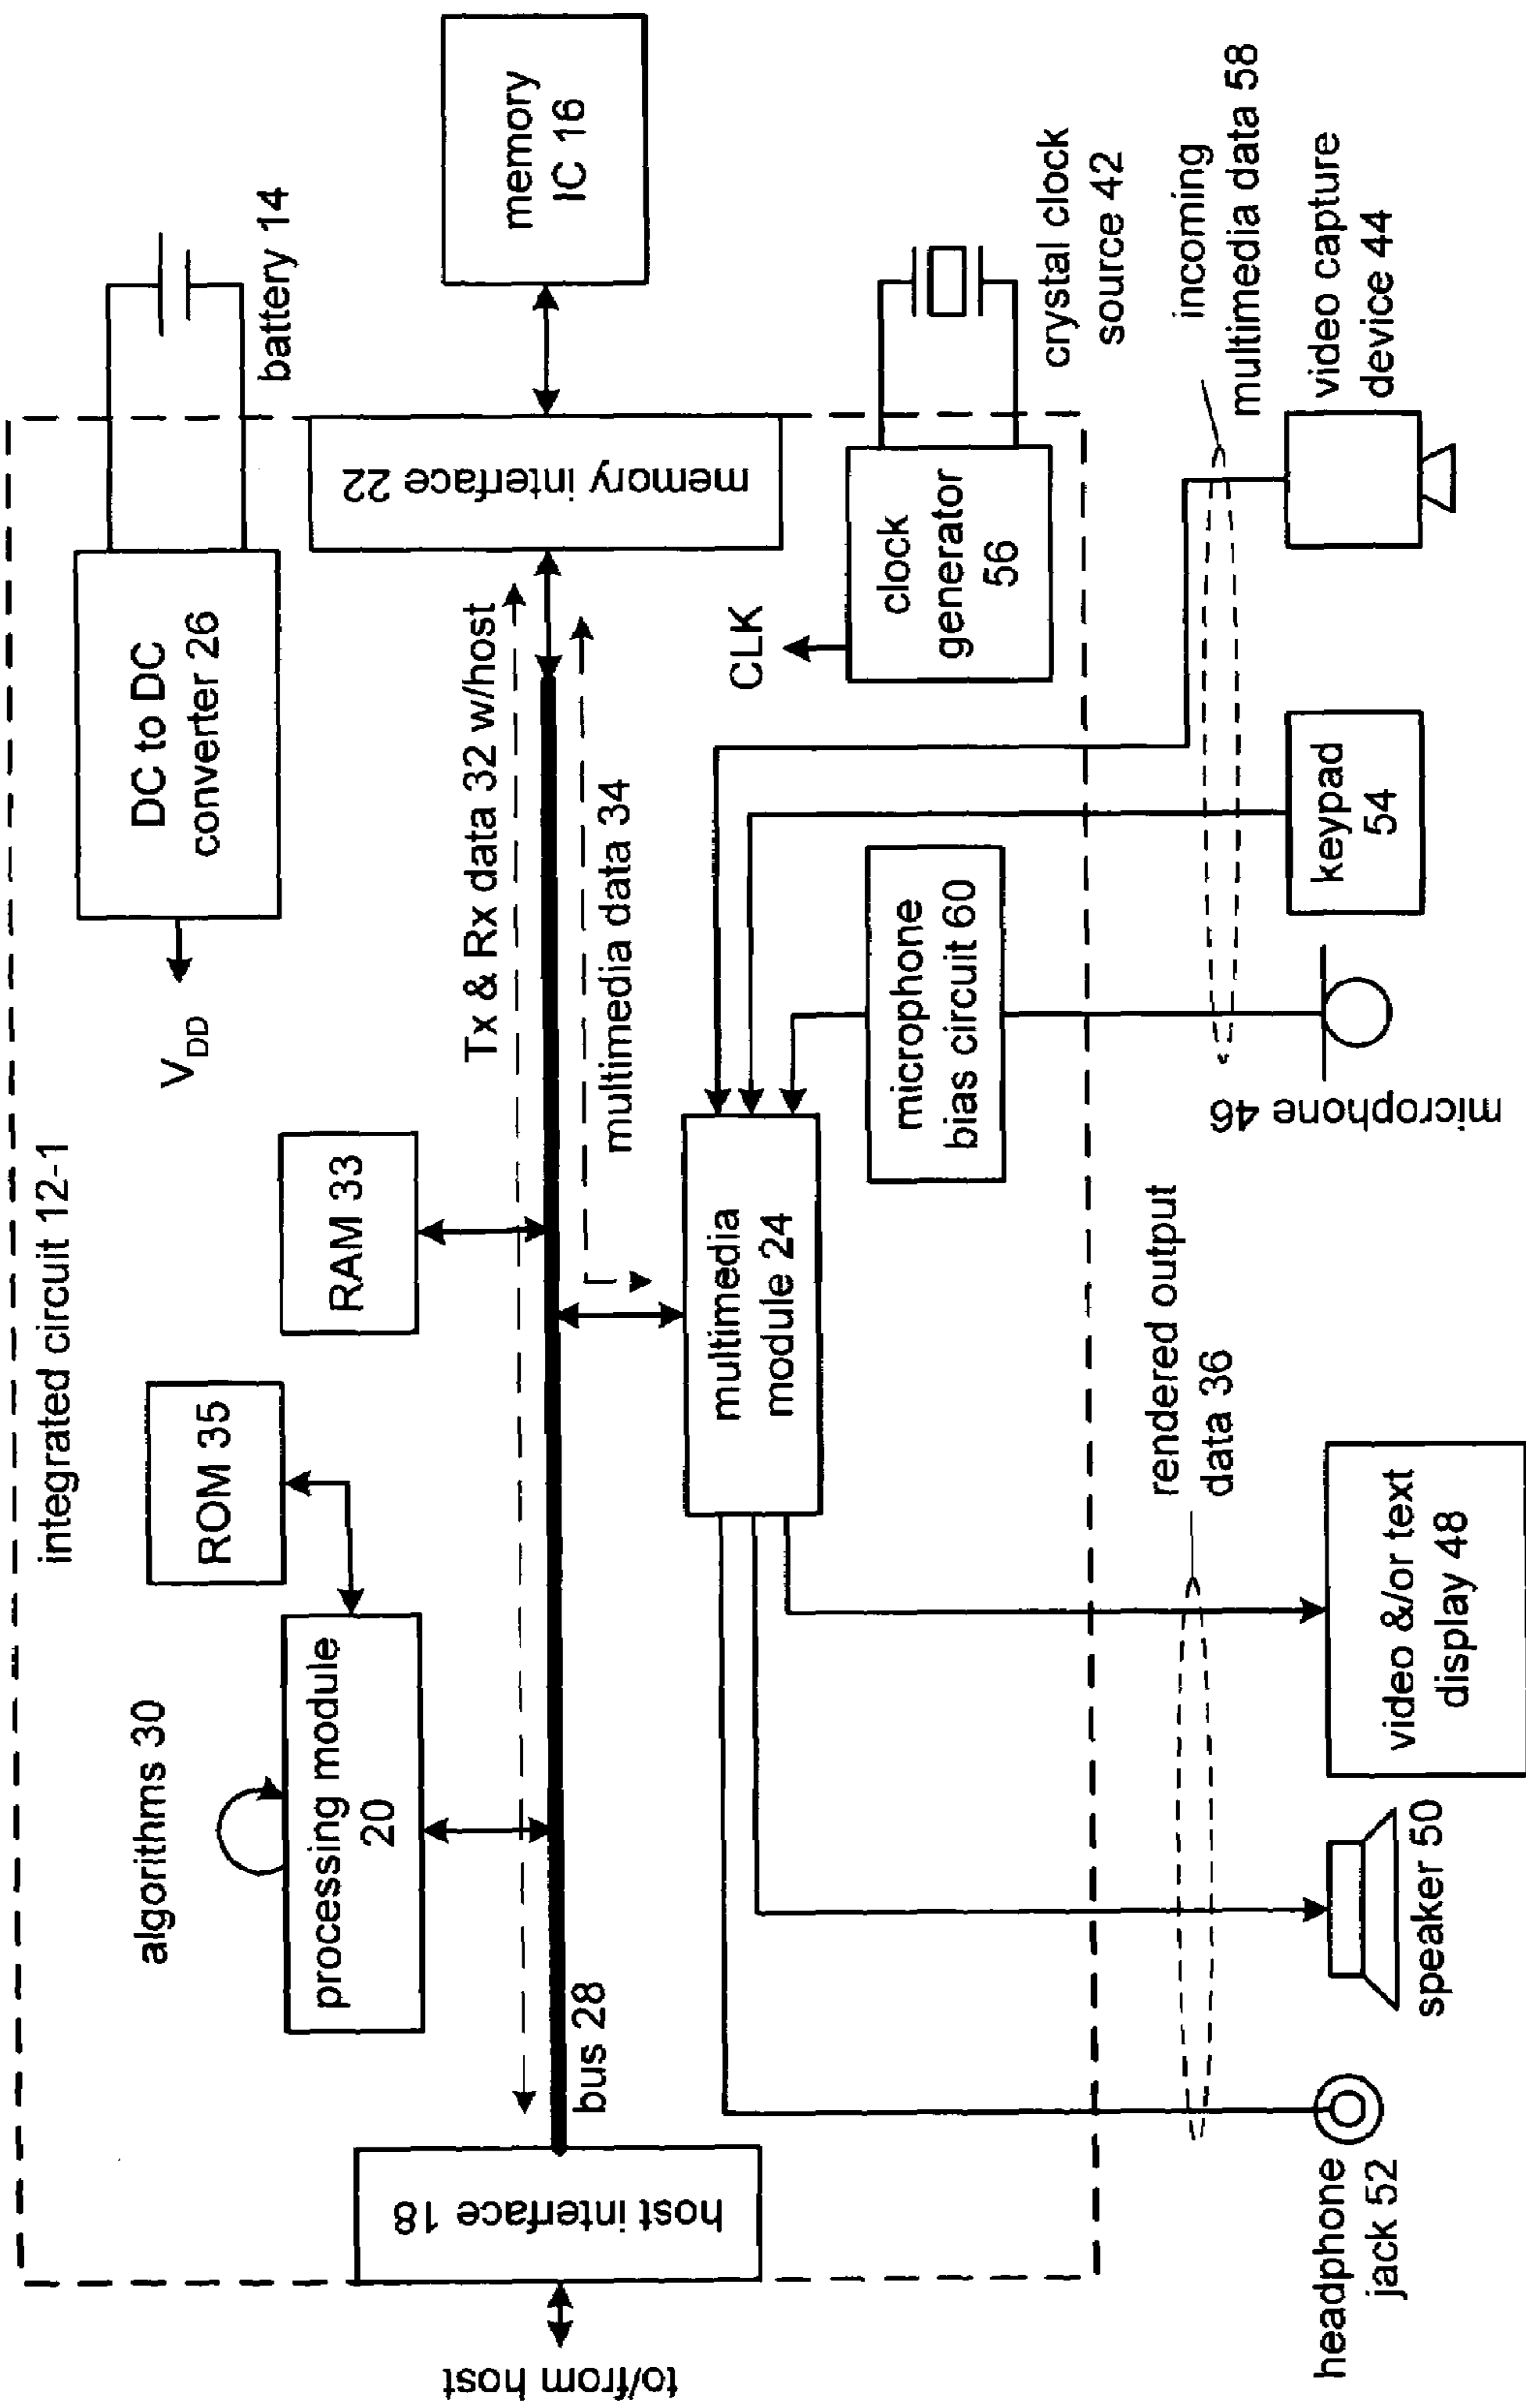 integrated circuit 12-1
DC to DC
converter 26
battery 14
V_DD
algorithms 30
ROM 35
RAM 33
processing module
20
Tx & Rx data 32 w/host
memory interface 22
memory
IC 16
to/from host
host interface 18
bus 28
multimedia data 34
multimedia
module 24
CLK
clock
generator
56
crystal clock
source 42
microphone
bias circuit 60
rendered output
data 36
incoming
multimedia data 58
headphone
jack 52
speaker 50
video &/or text
display 48
microphone 46
keypad
54
video capture
device 44